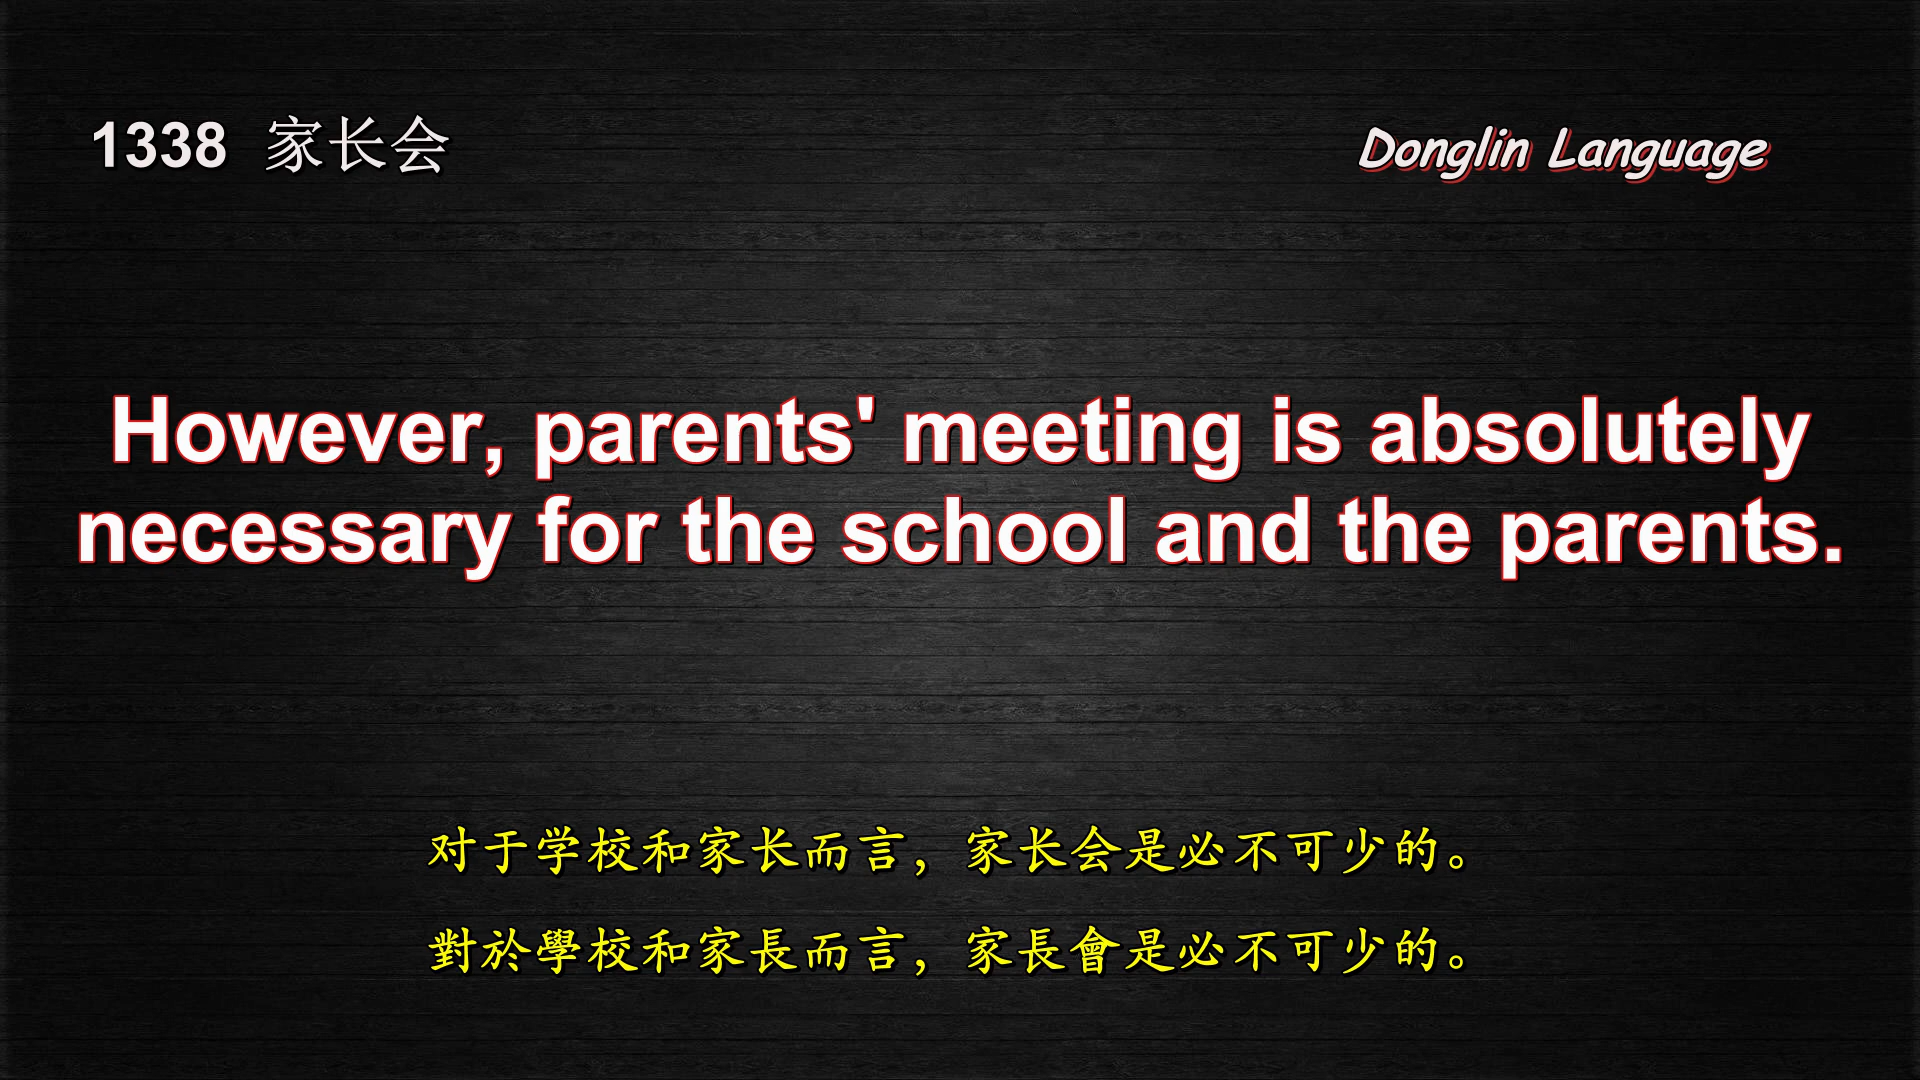 1338 家长会
Donglin Language
However, parents' meeting is absolutely
necessary for the school and the parents.
对于学校和家长而言，家长会是必不可少的。
對於學校和家長而言，家長會是必不可少的。